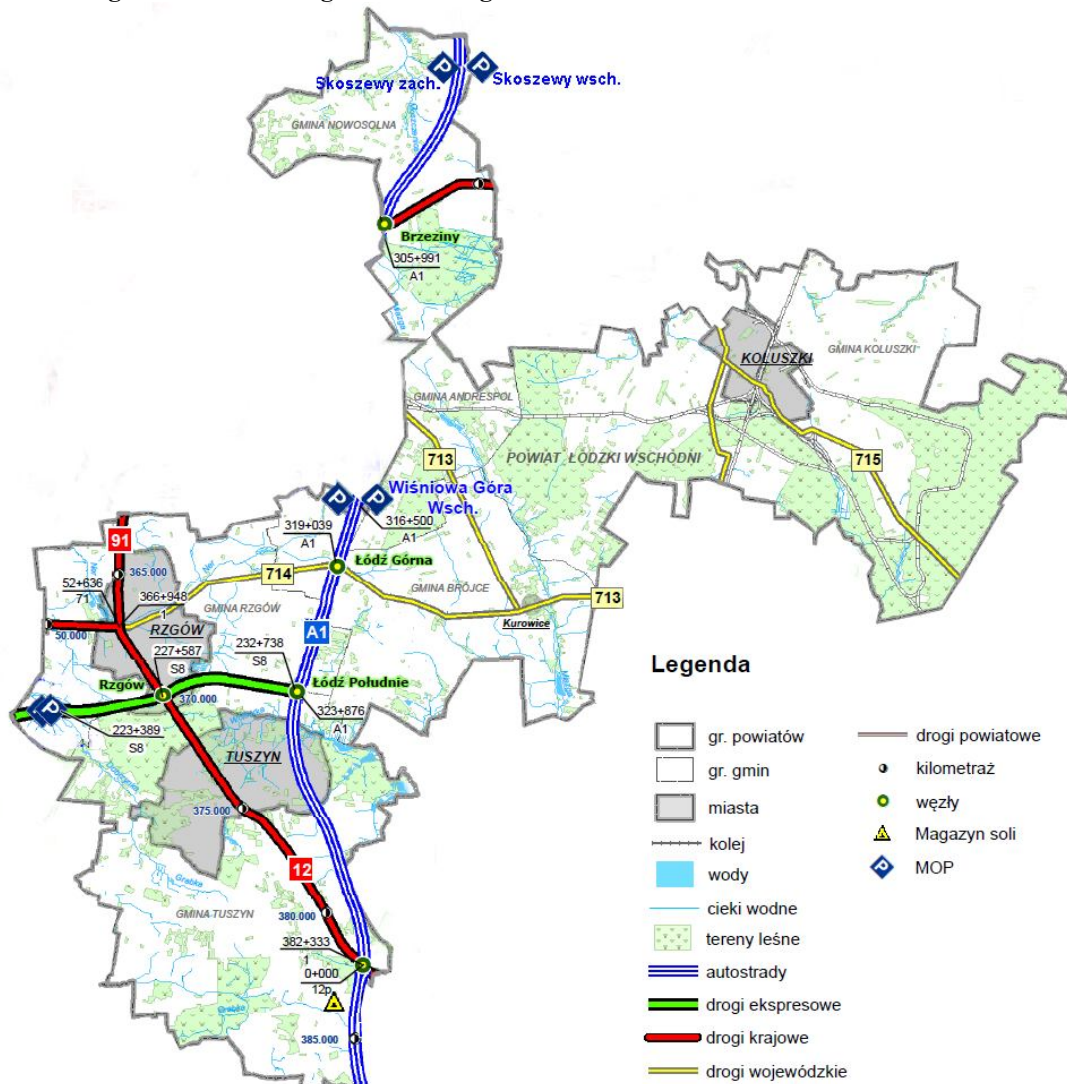 Skoszewy zach.
Skoszewy wsch.
GMINA NOWOSOLNA
Brzeziny
305+991
A1
KOLUSZKI
GMINA KOLUSZKI
GMINA ANDRESPOL
713
POWIAT ŁÓDZKI WSCHÓDNI
715
Wiśniowa Góra
Wsch.
319+039
A1
316+500
A1
91
Łódź Górna
365.000
714
52+636
71
366+948
1
GMINA RZGÓW
GMINA BRÓJCE
713
50.000
RZGÓW
A1
Kurowice
227+587
S8
232+738
S8
Rzgów
370.000
Łódź Południe
223+389
S8
323+876
A1
TUSZYN
375.000
12
Grabka
GMINA TUSZYN
380.000
382+333
1
0+000
12p
Grabka
385.000
Legenda
gr. powiatów
gr. gmin
miasta
kolej
wody
cieki wodne
tereny leśne
autostrady
drogi ekspresowe
drogi krajowe
drogi wojewódzkie
drogi powiatowe
kilometraż
węzły
Magazyn soli
MOP